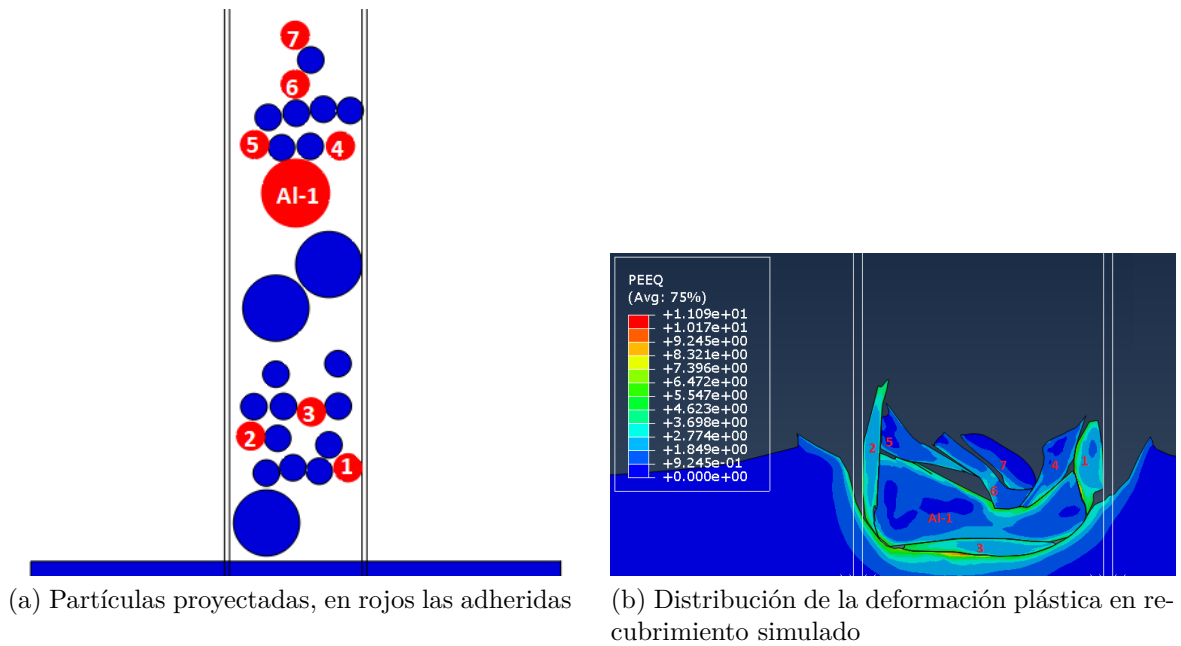 7
6
5
4
Al-1
3
2
1
(a) Partículas proyectadas, en rojos las adheridas
PEEQ
(Avg: 75%)
+1.109e+01
+1.017e+01
+9.245e+00
+8.321e+00
+7.396e+00
+6.472e+00
+5.547e+00
+4.623e+00
+3.698e+00
+2.774e+00
+1.849e+00
+9.245e-01
+0.000e+00
2
5
7
4
1
6
Al-1
3
(b) Distribución de la deformación plástica en re-
cubrimiento simulado